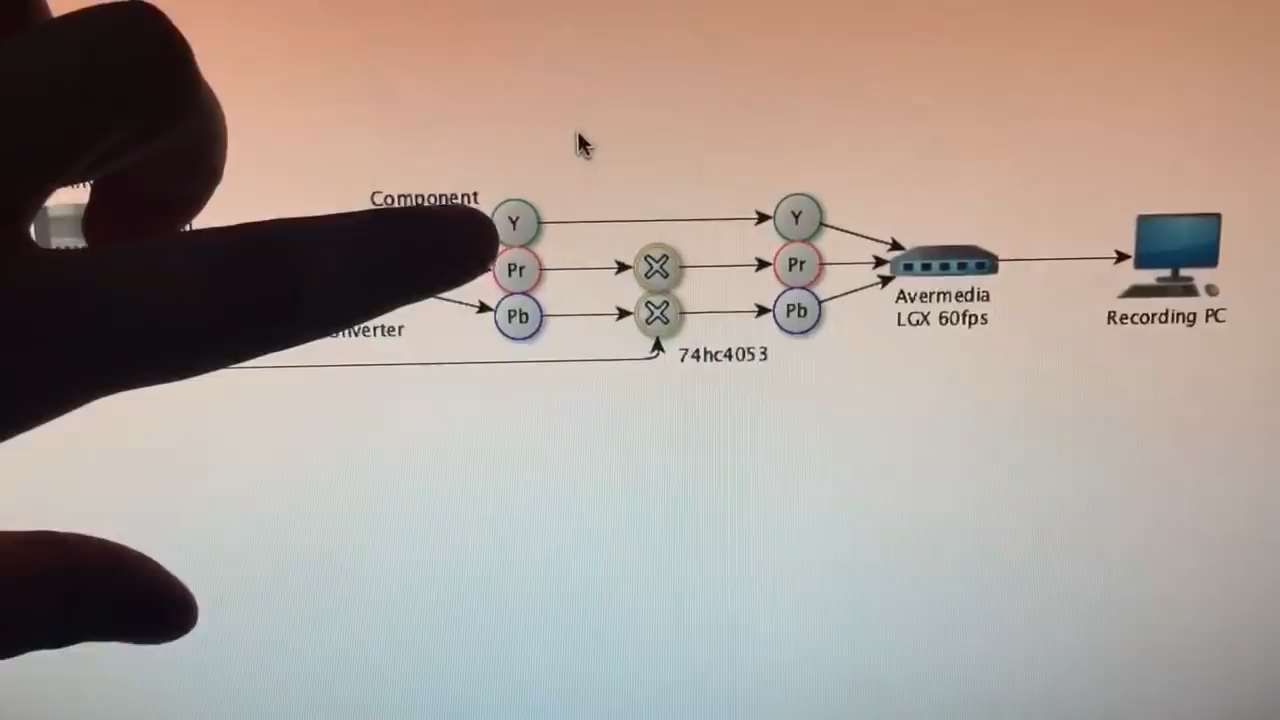 Component
Y
Y
Pr
Pr
Pb
Pb
Avermedia
LGX 60fps
Recording PC
74hc4053